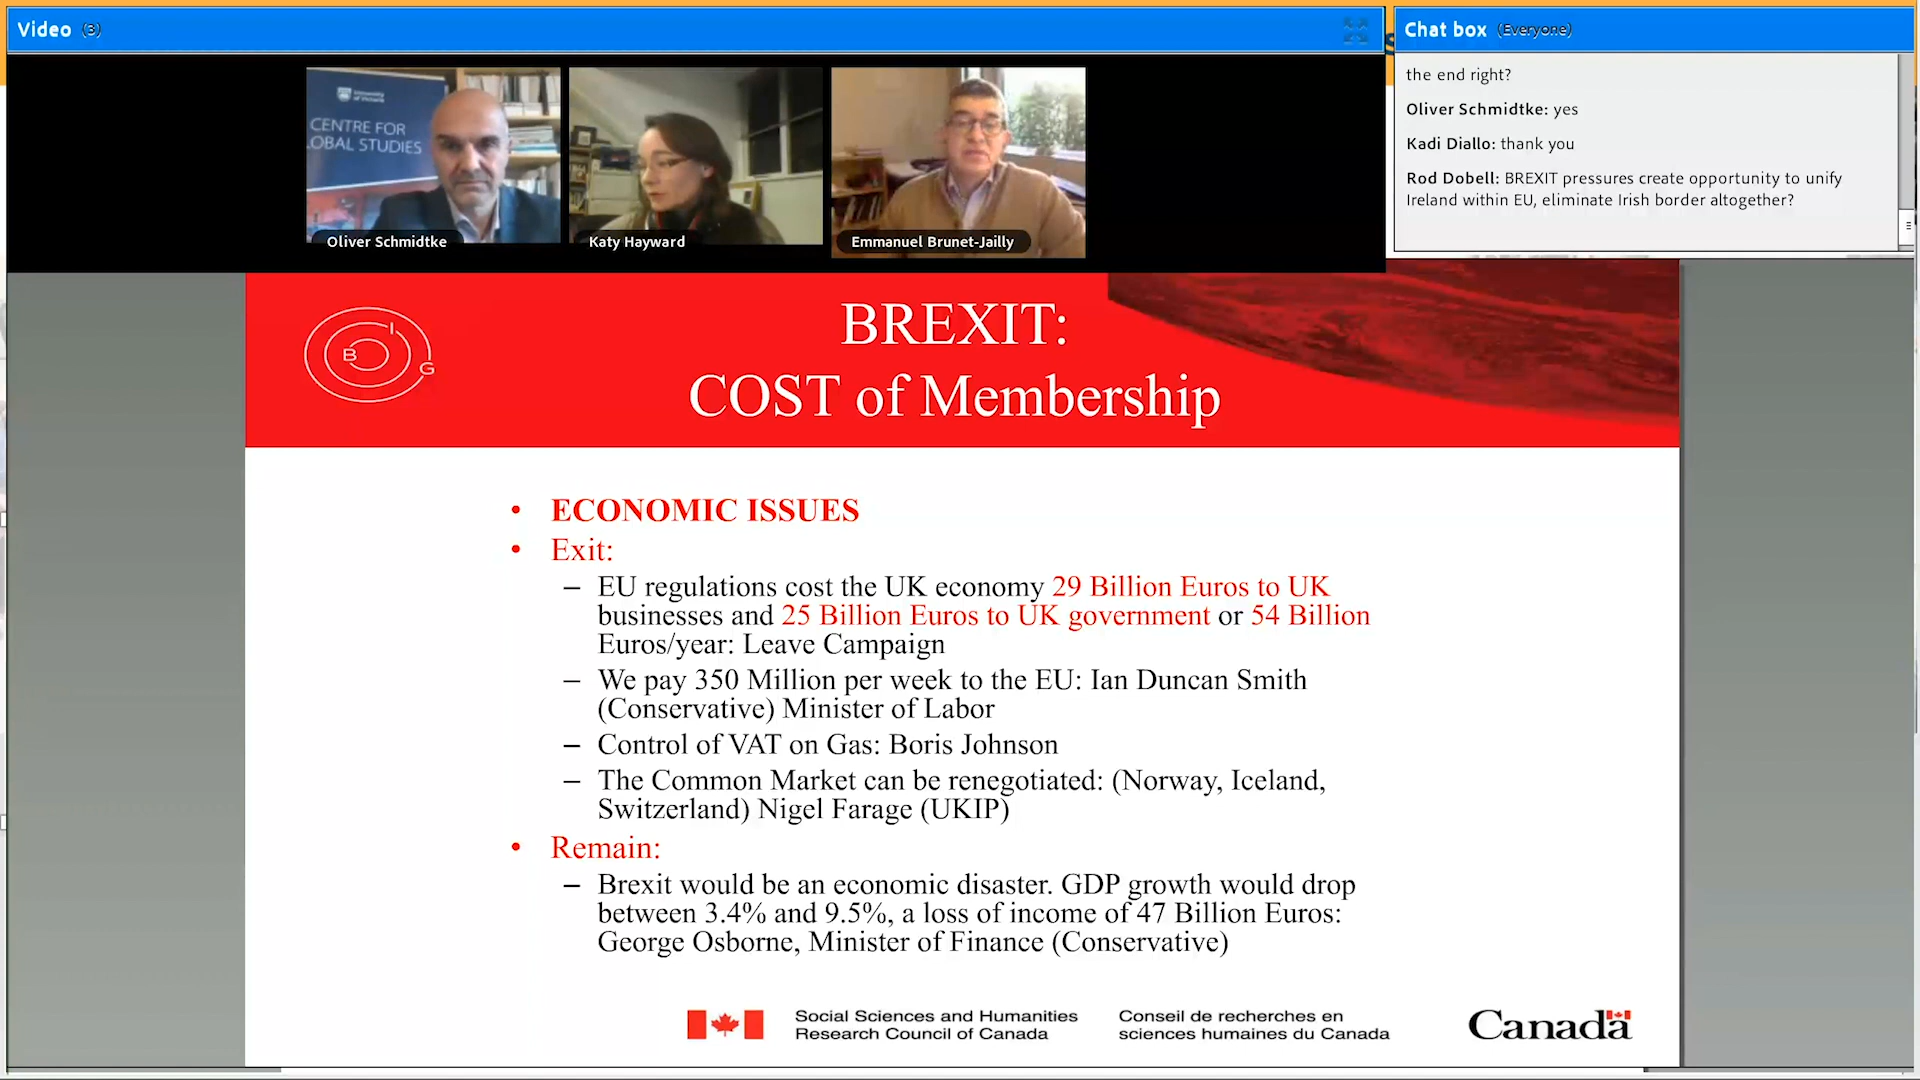 Video (3)
Chat box (Everyone)
the end right?
Oliver Schmidtke: yes
Kadi Diallo: thank you
Rod Dobell: BREXIT pressures create opportunity to unify
Ireland within EU, eliminate Irish border altogether?
University
of Victoria
CENTRE FOR
OBAL STUDIES
Oliver Schmidtke
Katy Hayward
Emmanuel Brunet-Jailly
B I G
BREXIT:
COST of Membership
• ECONOMIC ISSUES
• Exit:
– EU regulations cost the UK economy 29 Billion Euros to UK
businesses and 25 Billion Euros to UK government or 54 Billion
Euros/year: Leave Campaign
– We pay 350 Million per week to the EU: Ian Duncan Smith
(Conservative) Minister of Labor
– Control of VAT on Gas: Boris Johnson
– The Common Market can be renegotiated: (Norway, Iceland,
Switzerland) Nigel Farage (UKIP)
• Remain:
– Brexit would be an economic disaster. GDP growth would drop
between 3.4% and 9.5%, a loss of income of 47 Billion Euros:
George Osborne, Minister of Finance (Conservative)
Social Sciences and Humanities
Research Council of Canada
Conseil de recherches en
sciences humaines du Canada
Canada